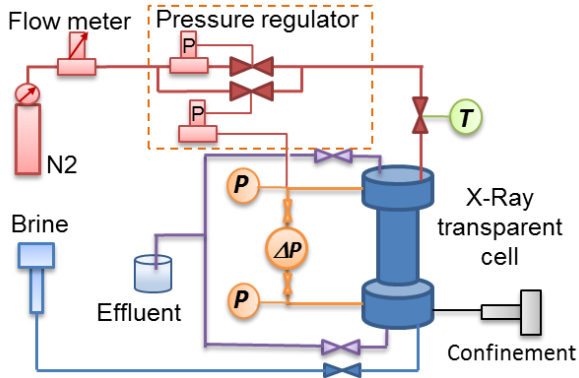 Flow meter
Pressure regulator
P
P
N2
T
Brine
P
X-Ray
transparent
cell
ΔP
Effluent
P
Confinement